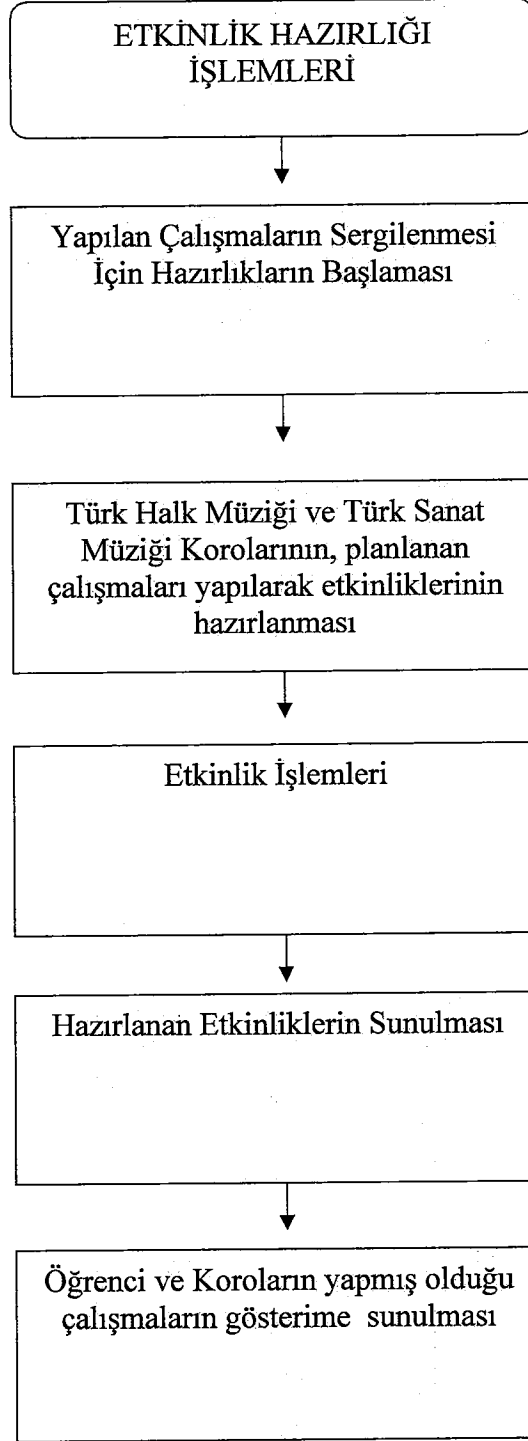 ETKİNLİK HAZIRLIĞI
İŞLEMLERİ
Yapılan Çalışmaların Sergilenmesi
İçin Hazırlıkların Başlaması
Türk Halk Müziği ve Türk Sanat
Müziği Korolarının, planlanan
çalışmaları yapılarak etkinliklerinin
hazırlanması
Etkinlik İşlemleri
Hazırlanan Etkinliklerin Sunulması
Öğrenci ve Koroların yapmış olduğu
çalışmaların gösterime sunulması